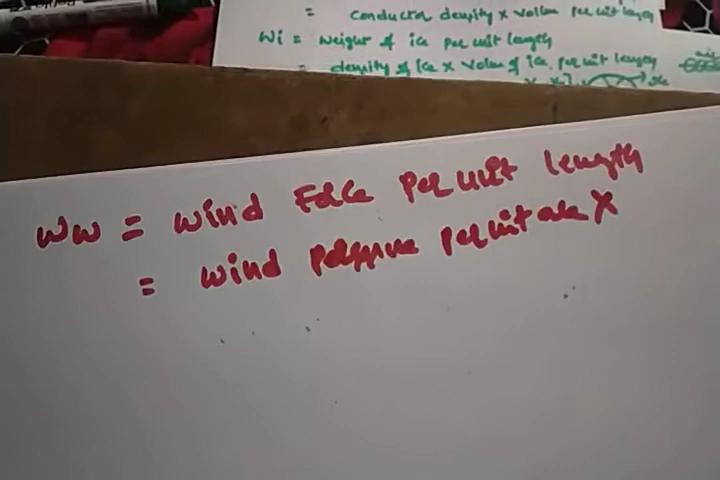 = conductor density x volume per unit length
Wi = weight of ice per unit length
= density of ice x volume of ice per unit length
Ww = wind Force Per unit length
= wind pressure per unit area X